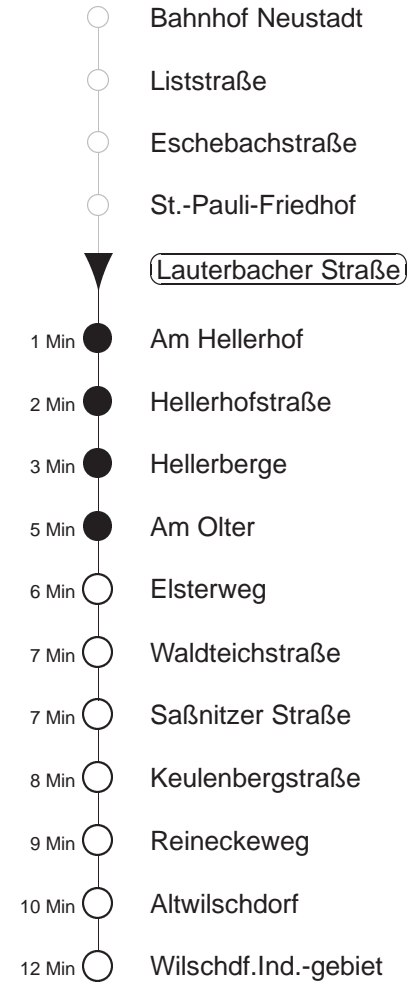 Bahnhof Neustadt
Liststraße
Eschebachstraße
St.-Pauli-Friedhof
Lauterbacher Straße
1 Min Am Hellerhof
2 Min Hellerhofstraße
3 Min Hellerberge
5 Min Am Olter
6 Min Elsterweg
7 Min Waldteichstraße
7 Min Saßnitzer Straße
8 Min Keulenbergstraße
9 Min Reineckeweg
10 Min Altwilschdorf
12 Min Wilschdf.Ind.-gebiet